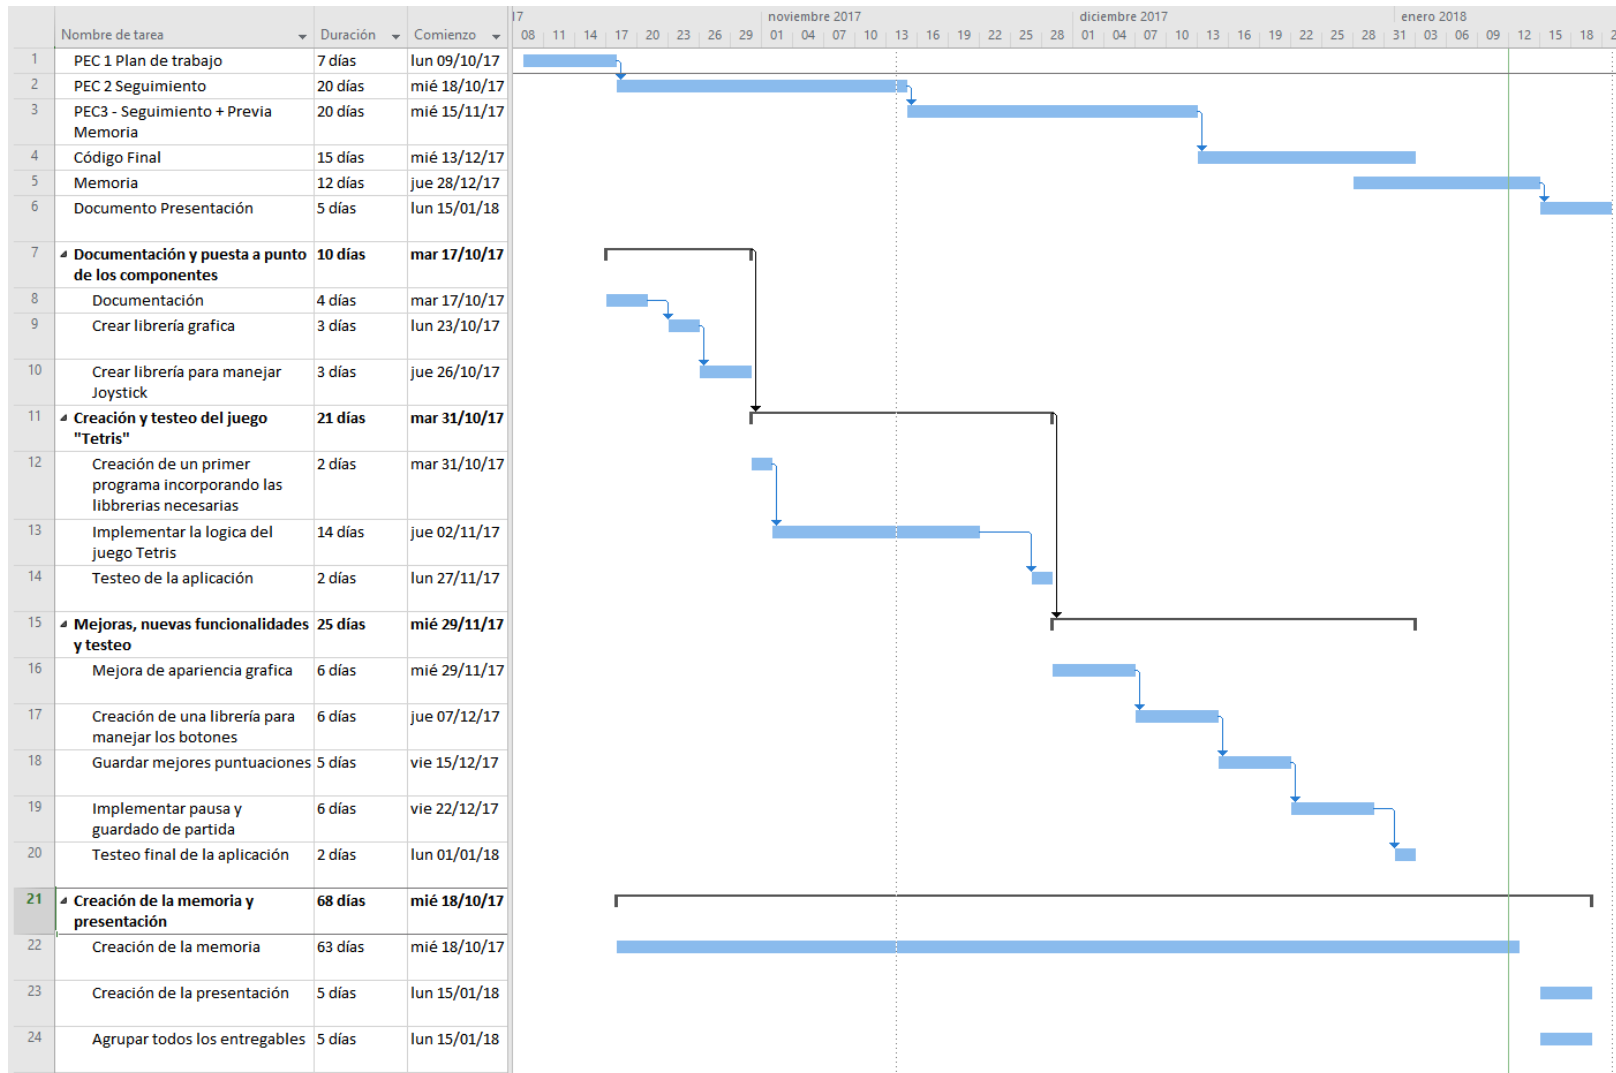 17 noviembre 2017 diciembre 2017 enero 2018
Nombre de tarea Duración Comienzo 08 11 14 17 20 23 26 29 01 04 07 10 13 16 19 22 25 28 01 04 07 10 13 16 19 22 25 28 31 03 06 09 12 15 18 2
1 PEC 1 Plan de trabajo 7 días lun 09/10/17
2 PEC 2 Seguimiento 20 días mié 18/10/17
3 PEC3 - Seguimiento + Previa 20 días mié 15/11/17
Memoria
4 Código Final 15 días mié 13/12/17
5 Memoria 12 días jue 28/12/17
6 Documento Presentación 5 días lun 15/01/18
7 Documentación y puesta a punto 10 días mar 17/10/17
de los componentes
8 Documentación 4 días mar 17/10/17
9 Crear librería grafica 3 días lun 23/10/17
10 Crear librería para manejar 3 días jue 26/10/17
Joystick
11 Creación y testeo del juego 21 días mar 31/10/17
"Tetris"
12 Creación de un primer 2 días mar 31/10/17
programa incorporando las
libbrerias necesarias
13 Implementar la logica del 14 días jue 02/11/17
juego Tetris
14 Testeo de la aplicación 2 días lun 27/11/17
15 Mejoras, nuevas funcionalidades 25 días mié 29/11/17
y testeo
16 Mejora de apariencia grafica 6 días mié 29/11/17
17 Creación de una librería para 6 días jue 07/12/17
manejar los botones
18 Guardar mejores puntuaciones 5 días vie 15/12/17
19 Implementar pausa y 6 días vie 22/12/17
guardado de partida
20 Testeo final de la aplicación 2 días lun 01/01/18
21 Creación de la memoria y 68 días mié 18/10/17
presentación
22 Creación de la memoria 63 días mié 18/10/17
23 Creación de la presentación 5 días lun 15/01/18
24 Agrupar todos los entregables 5 días lun 15/01/18